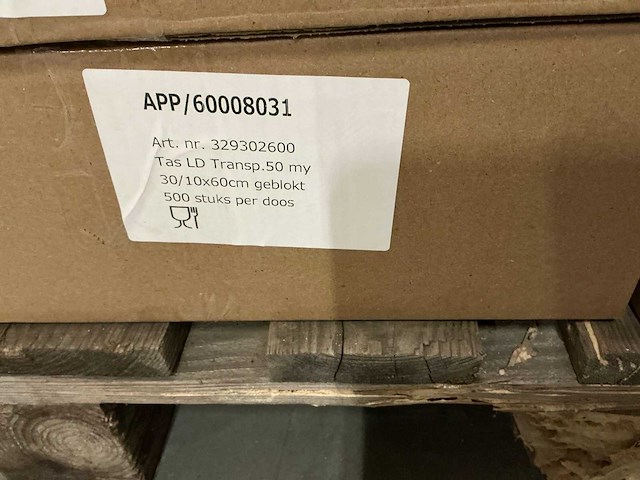 APP/60008031
Art. nr. 329302600
Tas LD Transp.50 my
30/10x60cm geblokt
500 stuks per doos